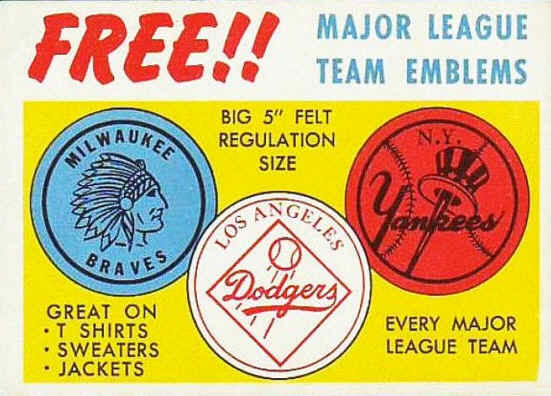 FREE!!
MAJOR LEAGUE
TEAM EMBLEMS
BIG 5" FELT
REGULATION
SIZE
MILWAUKEE
BRAVES
N.Y.
Yankees
LOS ANGELES
Dodgers
GREAT ON
• T SHIRTS
• SWEATERS
• JACKETS
EVERY MAJOR
LEAGUE TEAM